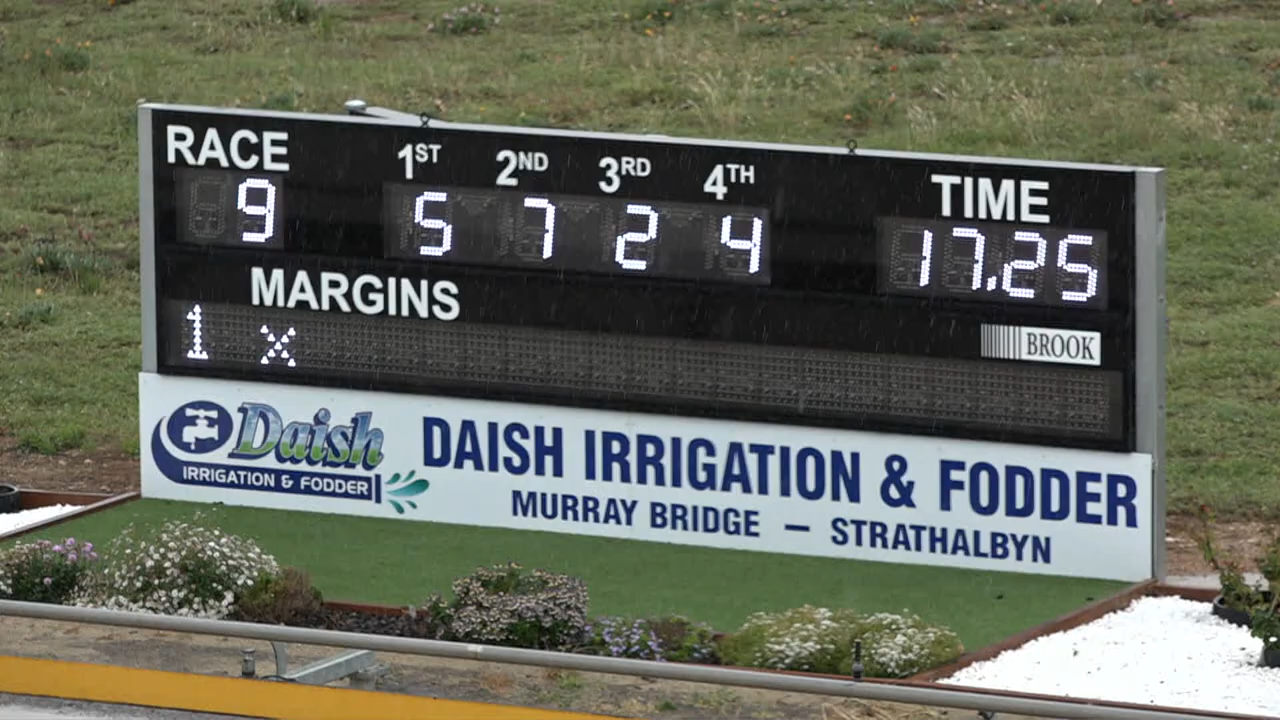 RACE 1ST 2ND 3RD 4TH TIME
9 5 7 2 4 17.25
MARGINS
1 x
BROOK
Daish
IRRIGATION & FODDER
DAISH IRRIGATION & FODDER
MURRAY BRIDGE – STRATHALBYN